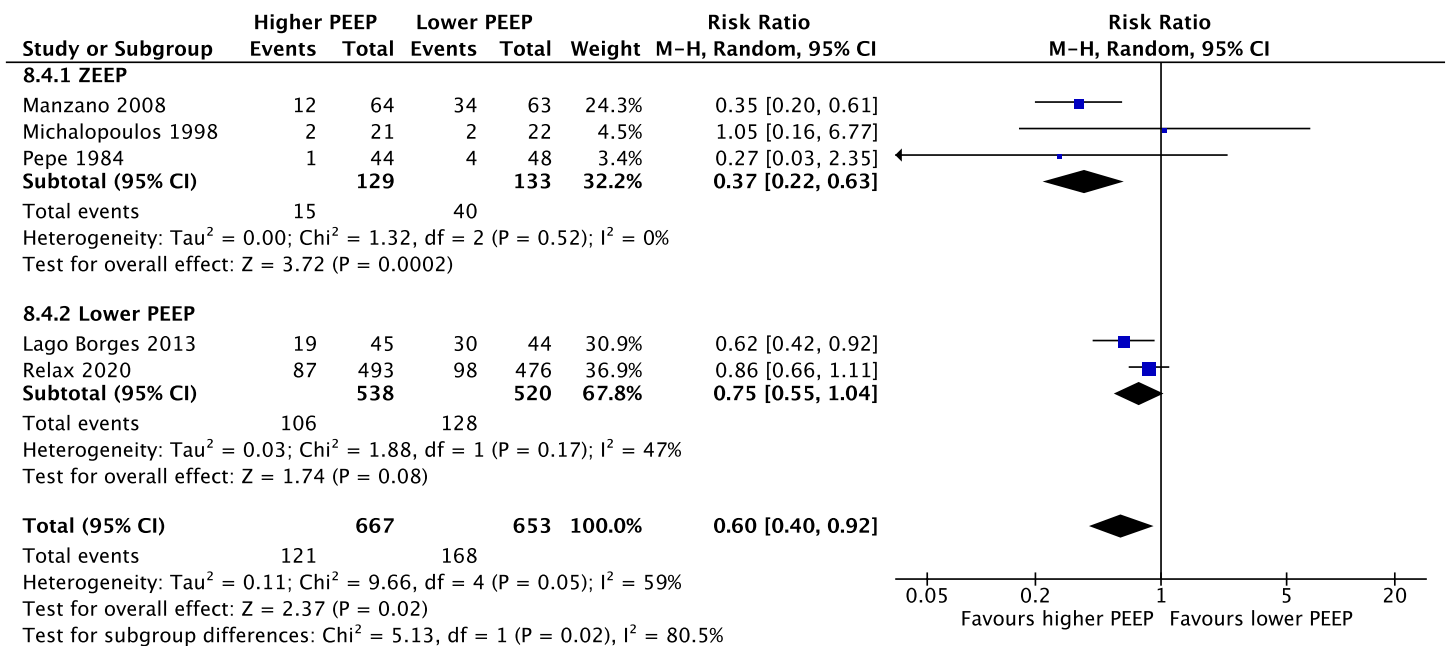 Higher PEEP Lower PEEP Risk Ratio Risk Ratio
Study or Subgroup Events Total Events Total Weight M-H, Random, 95% CI M-H, Random, 95% CI
8.4.1 ZEEP
Manzano 2008 12 64 34 63 24.3% 0.35 [0.20, 0.61]
Michalopoulos 1998 2 21 2 22 4.5% 1.05 [0.16, 6.77]
Pepe 1984 1 44 4 48 3.4% 0.27 [0.03, 2.35]
Subtotal (95% CI) 129 133 32.2% 0.37 [0.22, 0.63]
Total events 15 40
Heterogeneity: Tau² = 0.00; Chi² = 1.32, df = 2 (P = 0.52); I² = 0%
Test for overall effect: Z = 3.72 (P = 0.0002)
8.4.2 Lower PEEP
Lago Borges 2013 19 45 30 44 30.9% 0.62 [0.42, 0.92]
Relax 2020 87 493 98 476 36.9% 0.86 [0.66, 1.11]
Subtotal (95% CI) 538 520 67.8% 0.75 [0.55, 1.04]
Total events 106 128
Heterogeneity: Tau² = 0.03; Chi² = 1.88, df = 1 (P = 0.17); I² = 47%
Test for overall effect: Z = 1.74 (P = 0.08)
Total (95% CI) 667 653 100.0% 0.60 [0.40, 0.92]
Total events 121 168
Heterogeneity: Tau² = 0.11; Chi² = 9.66, df = 4 (P = 0.05); I² = 59%
Test for overall effect: Z = 2.37 (P = 0.02)
Test for subgroup differences: Chi² = 5.13, df = 1 (P = 0.02), I² = 80.5%
0.05 0.2 1 5 20
Favours higher PEEP Favours lower PEEP